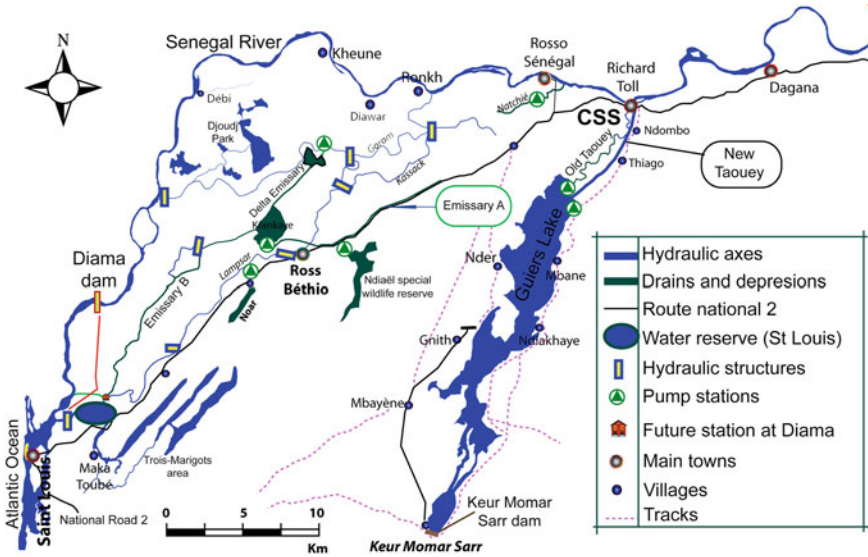 N
Senegal River
Kheune
Rosso
Sénégal
Richard
Toll
Dagana
Ronkh
Natchié
Débi
Diawar
CSS
Ndombo
Djoudj
Park
Gorom
Old Taouey
New
Taouey
Kassack
Thiago
Delta Emissary
Emissary A
Krankaye
Diama
dam
Emissary B
Lampsar
Ross
Béthio
Ndiaël special
wildlife reserve
Nder
Guiers Lake
Mbane
Noar
Gnith
Ndiakhaye
Mbayène
Atlantic Ocean
Saint Louis
Maka
Toubé
Trois-Marigots
area
National Road 2
0 5 10
Km
Keur Momar
Sarr dam
Keur Momar Sarr
Hydraulic axes
Drains and depresions
Route national 2
Water reserve (St Louis)
Hydraulic structures
Pump stations
Future station at Diama
Main towns
Villages
Tracks